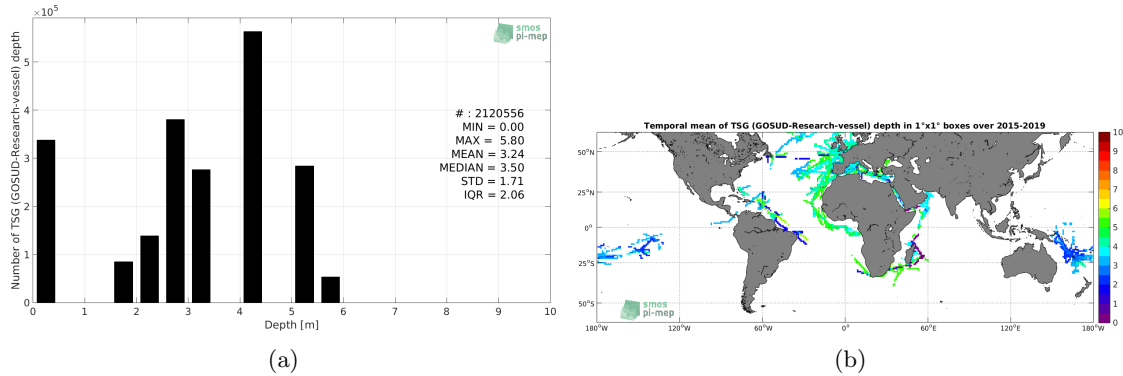 ×10⁵
smos
pi-mep
Number of TSG (GOSUD-Research-vessel) depth
5
4
3
2
1
0
# : 2120556
MIN = 0.00
MAX = 5.80
MEAN = 3.24
MEDIAN = 3.50
STD = 1.71
IQR = 2.06
0 1 2 3 4 5 6 7 8 9 10
Depth [m]
(a)
Temporal mean of TSG (GOSUD-Research-vessel) depth in 1°x1° boxes over 2015-2019
50°N
25°N
0°
25°S
50°S
smos
pi-mep
180°W 120°W 60°W 0° 60°E 120°E 180°E
10
9
8
7
6
5
4
3
2
1
0
(b)